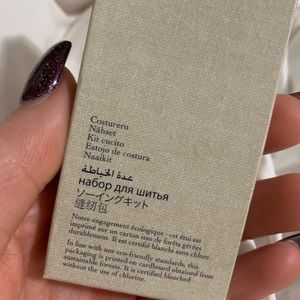 Costurero
Nähset
Kit cucito
Estojo de costura
Naaikit
عدة الخياطة
набор для шитья
ソーイングキット
缝纫包
Notre engagement écologique : cet étui est
imprimé sur un carton issu de forêts gérées
durablement. Il est certifié blanchi sans chlore.
In line with our eco-friendly standards, this
packaging is printed on cardboard obtained from
sustainable forests. It is certified bleached
without the use of chlorine.